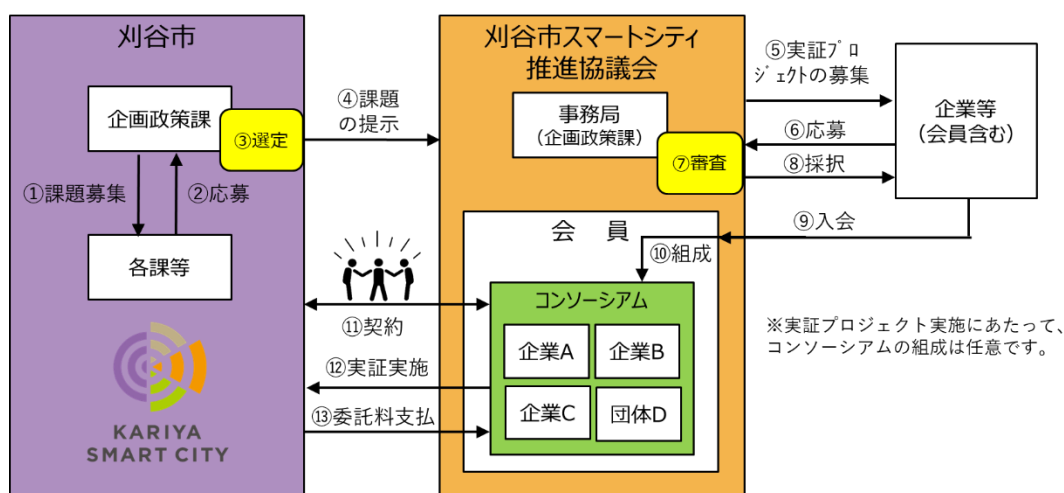 刈谷市
企画政策課
③選定
①課題募集
②応募
各課等
KARIYA
SMART CITY
④課題
の提示
⑪契約
⑫実証実施
⑬委託料支払
刈谷市スマートシティ
推進協議会
事務局
(企画政策課)
⑦審査
会 員
⑩組成
コンソーシアム
企業A
企業B
企業C
団体D
⑤実証プロ
ジェクトの募集
⑥応募
⑧採択
⑨入会
企業等
(会員含む)
※実証プロジェクト実施にあたって、
コンソーシアムの組成は任意です。